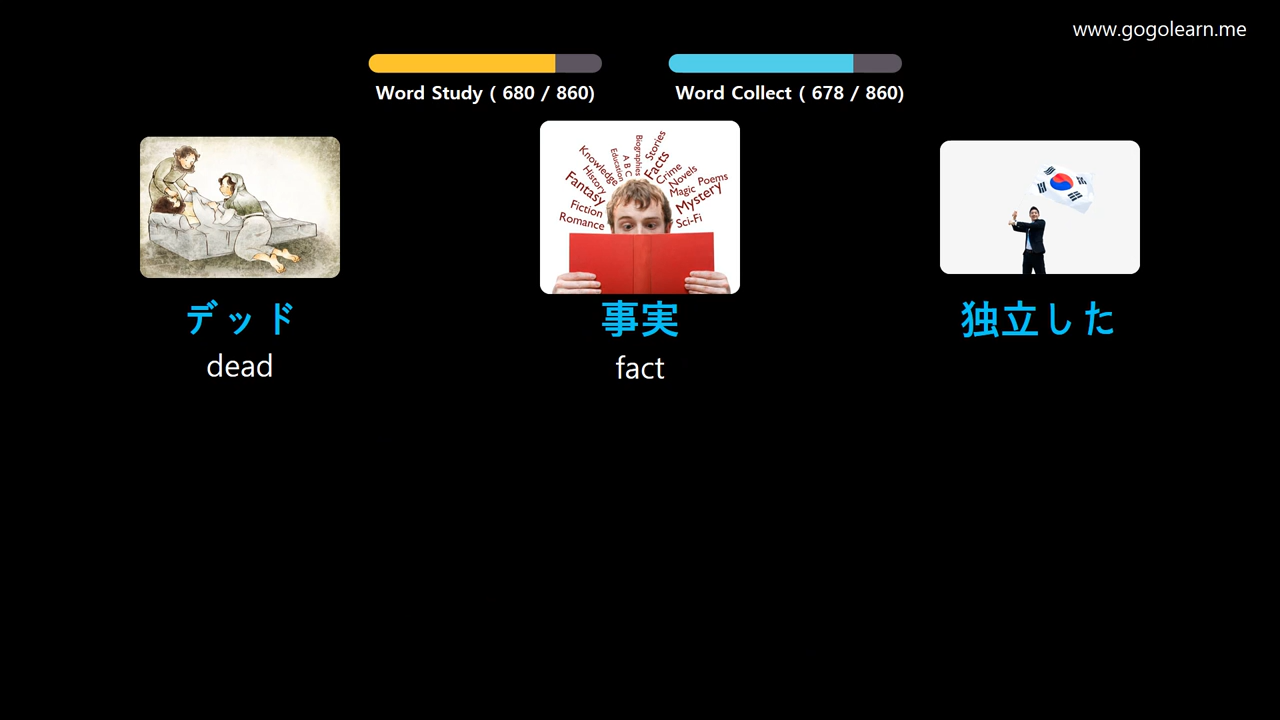 www.gogolearn.me
Word Study ( 680 / 860)
Word Collect ( 678 / 860)
Knowledge
Education
A B C
Biographies
Stories
Facts
Crime
History
Novels
Fantasy
Magic
Poems
Mystery
Fiction
Romance
Sci-Fi
デッド
事実
独立した
dead
fact